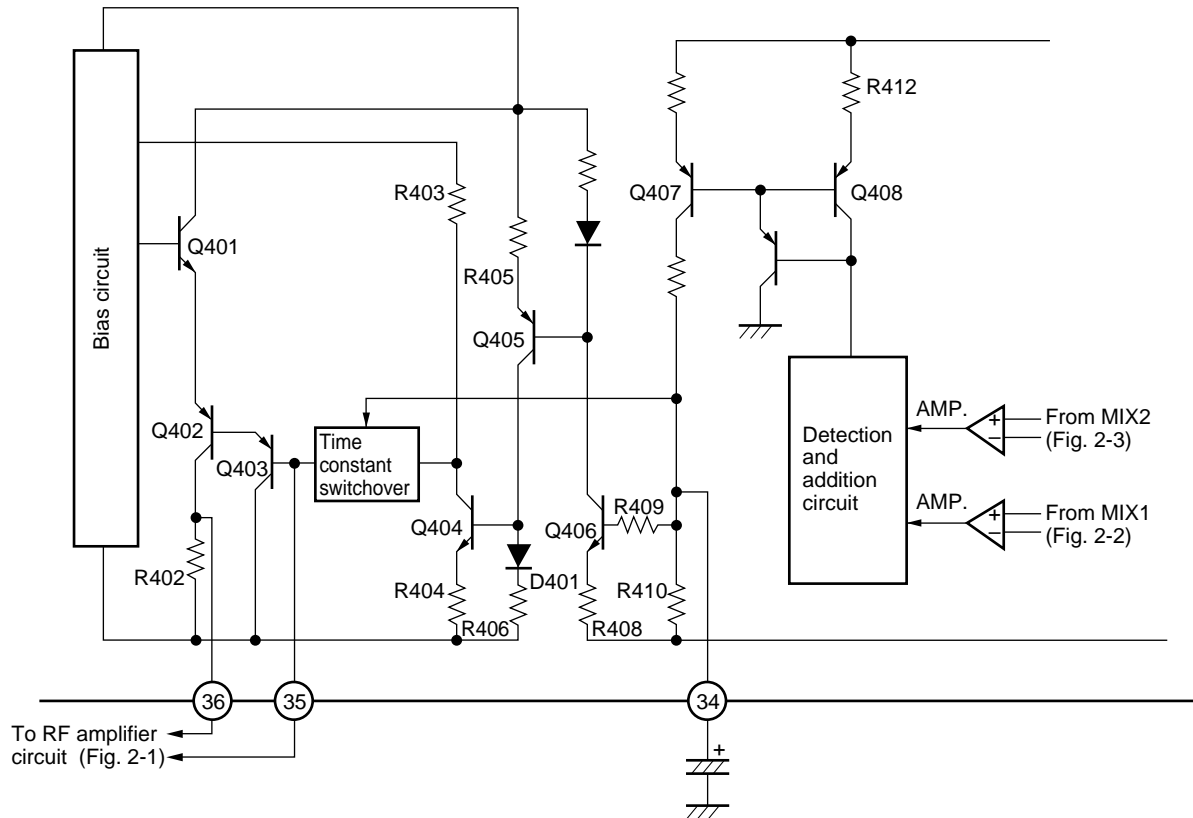 Bias circuit
R412
Q407
Q408
R403
Q401
R405
Q405
Q402
Q403
Time
constant
switchover
Q404
Q406
R409
D401
R402
R404
R406
R408
R410
Detection
and
addition
circuit
AMP.
+
−
From MIX2
(Fig. 2-3)
AMP.
+
−
From MIX1
(Fig. 2-2)
36
35
34
To RF amplifier
circuit (Fig. 2-1)
+